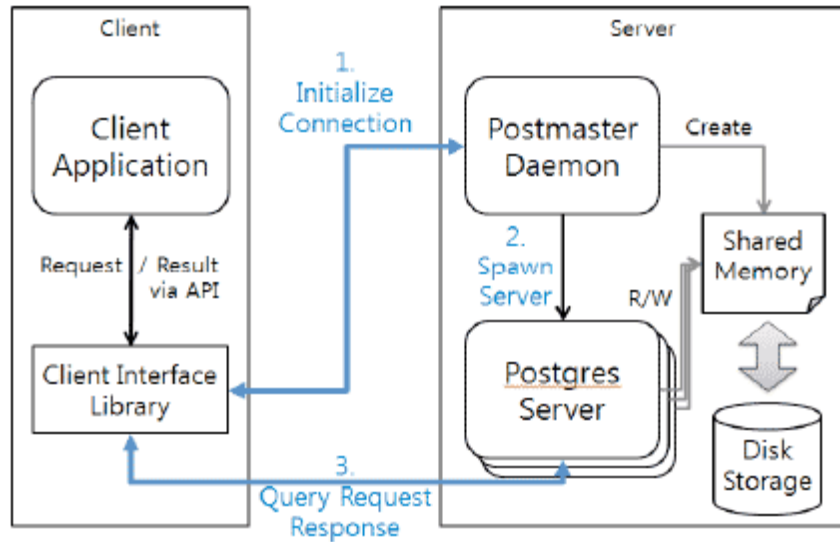 Client
Server
1.
Initialize
Connection
Client
Application
Postmaster
Daemon
Create
Request / Result
via API
2.
Spawn
Server
Shared
Memory
R/W
Client Interface
Library
Postgres
Server
3.
Query Request
Response
Disk
Storage